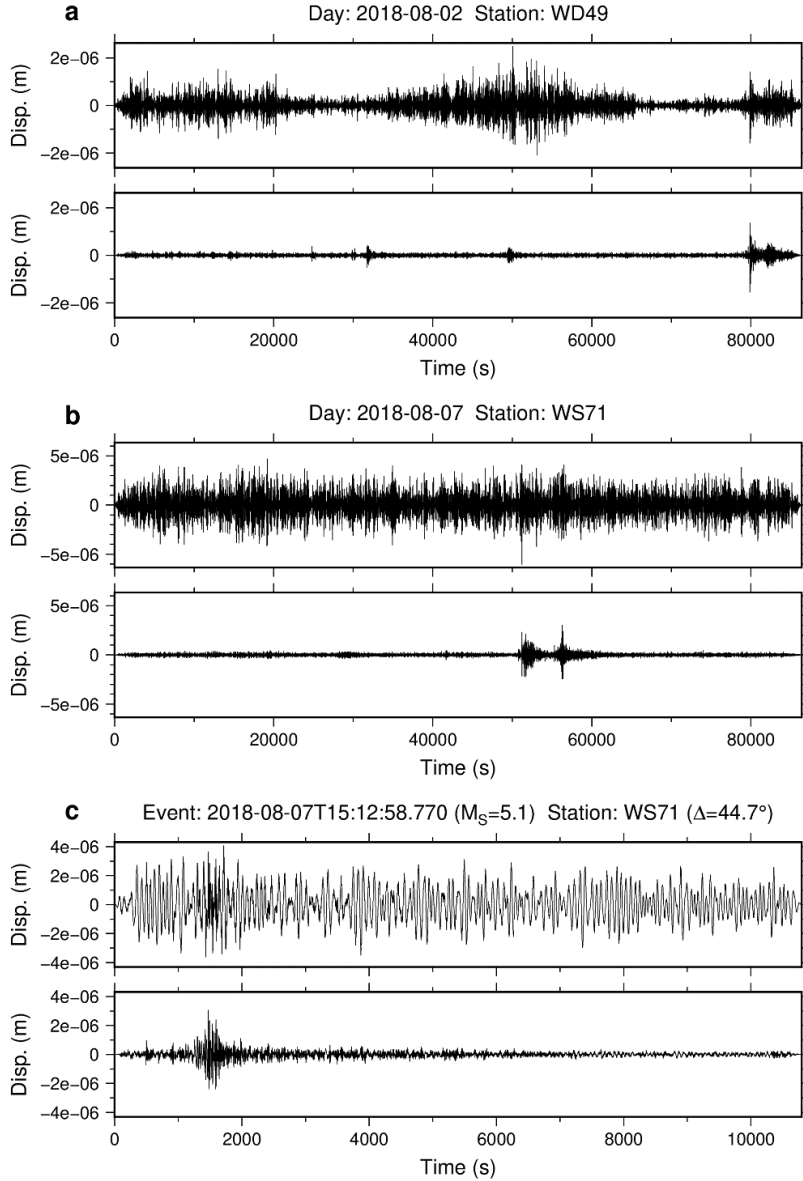 a
Day: 2018-08-02 Station: WD49
Disp. (m)
2e-06
0
−2e-06
Disp. (m)
2e-06
0
−2e-06
0 20000 40000 60000 80000
Time (s)
b
Day: 2018-08-07 Station: WS71
Disp. (m)
5e-06
0
−5e-06
Disp. (m)
5e-06
0
−5e-06
0 20000 40000 60000 80000
Time (s)
c
Event: 2018-08-07T15:12:58.770 (MS=5.1) Station: WS71 (Δ=44.7°)
Disp. (m)
4e-06
2e-06
0
−2e-06
−4e-06
Disp. (m)
4e-06
2e-06
0
−2e-06
−4e-06
0 2000 4000 6000 8000 10000
Time (s)